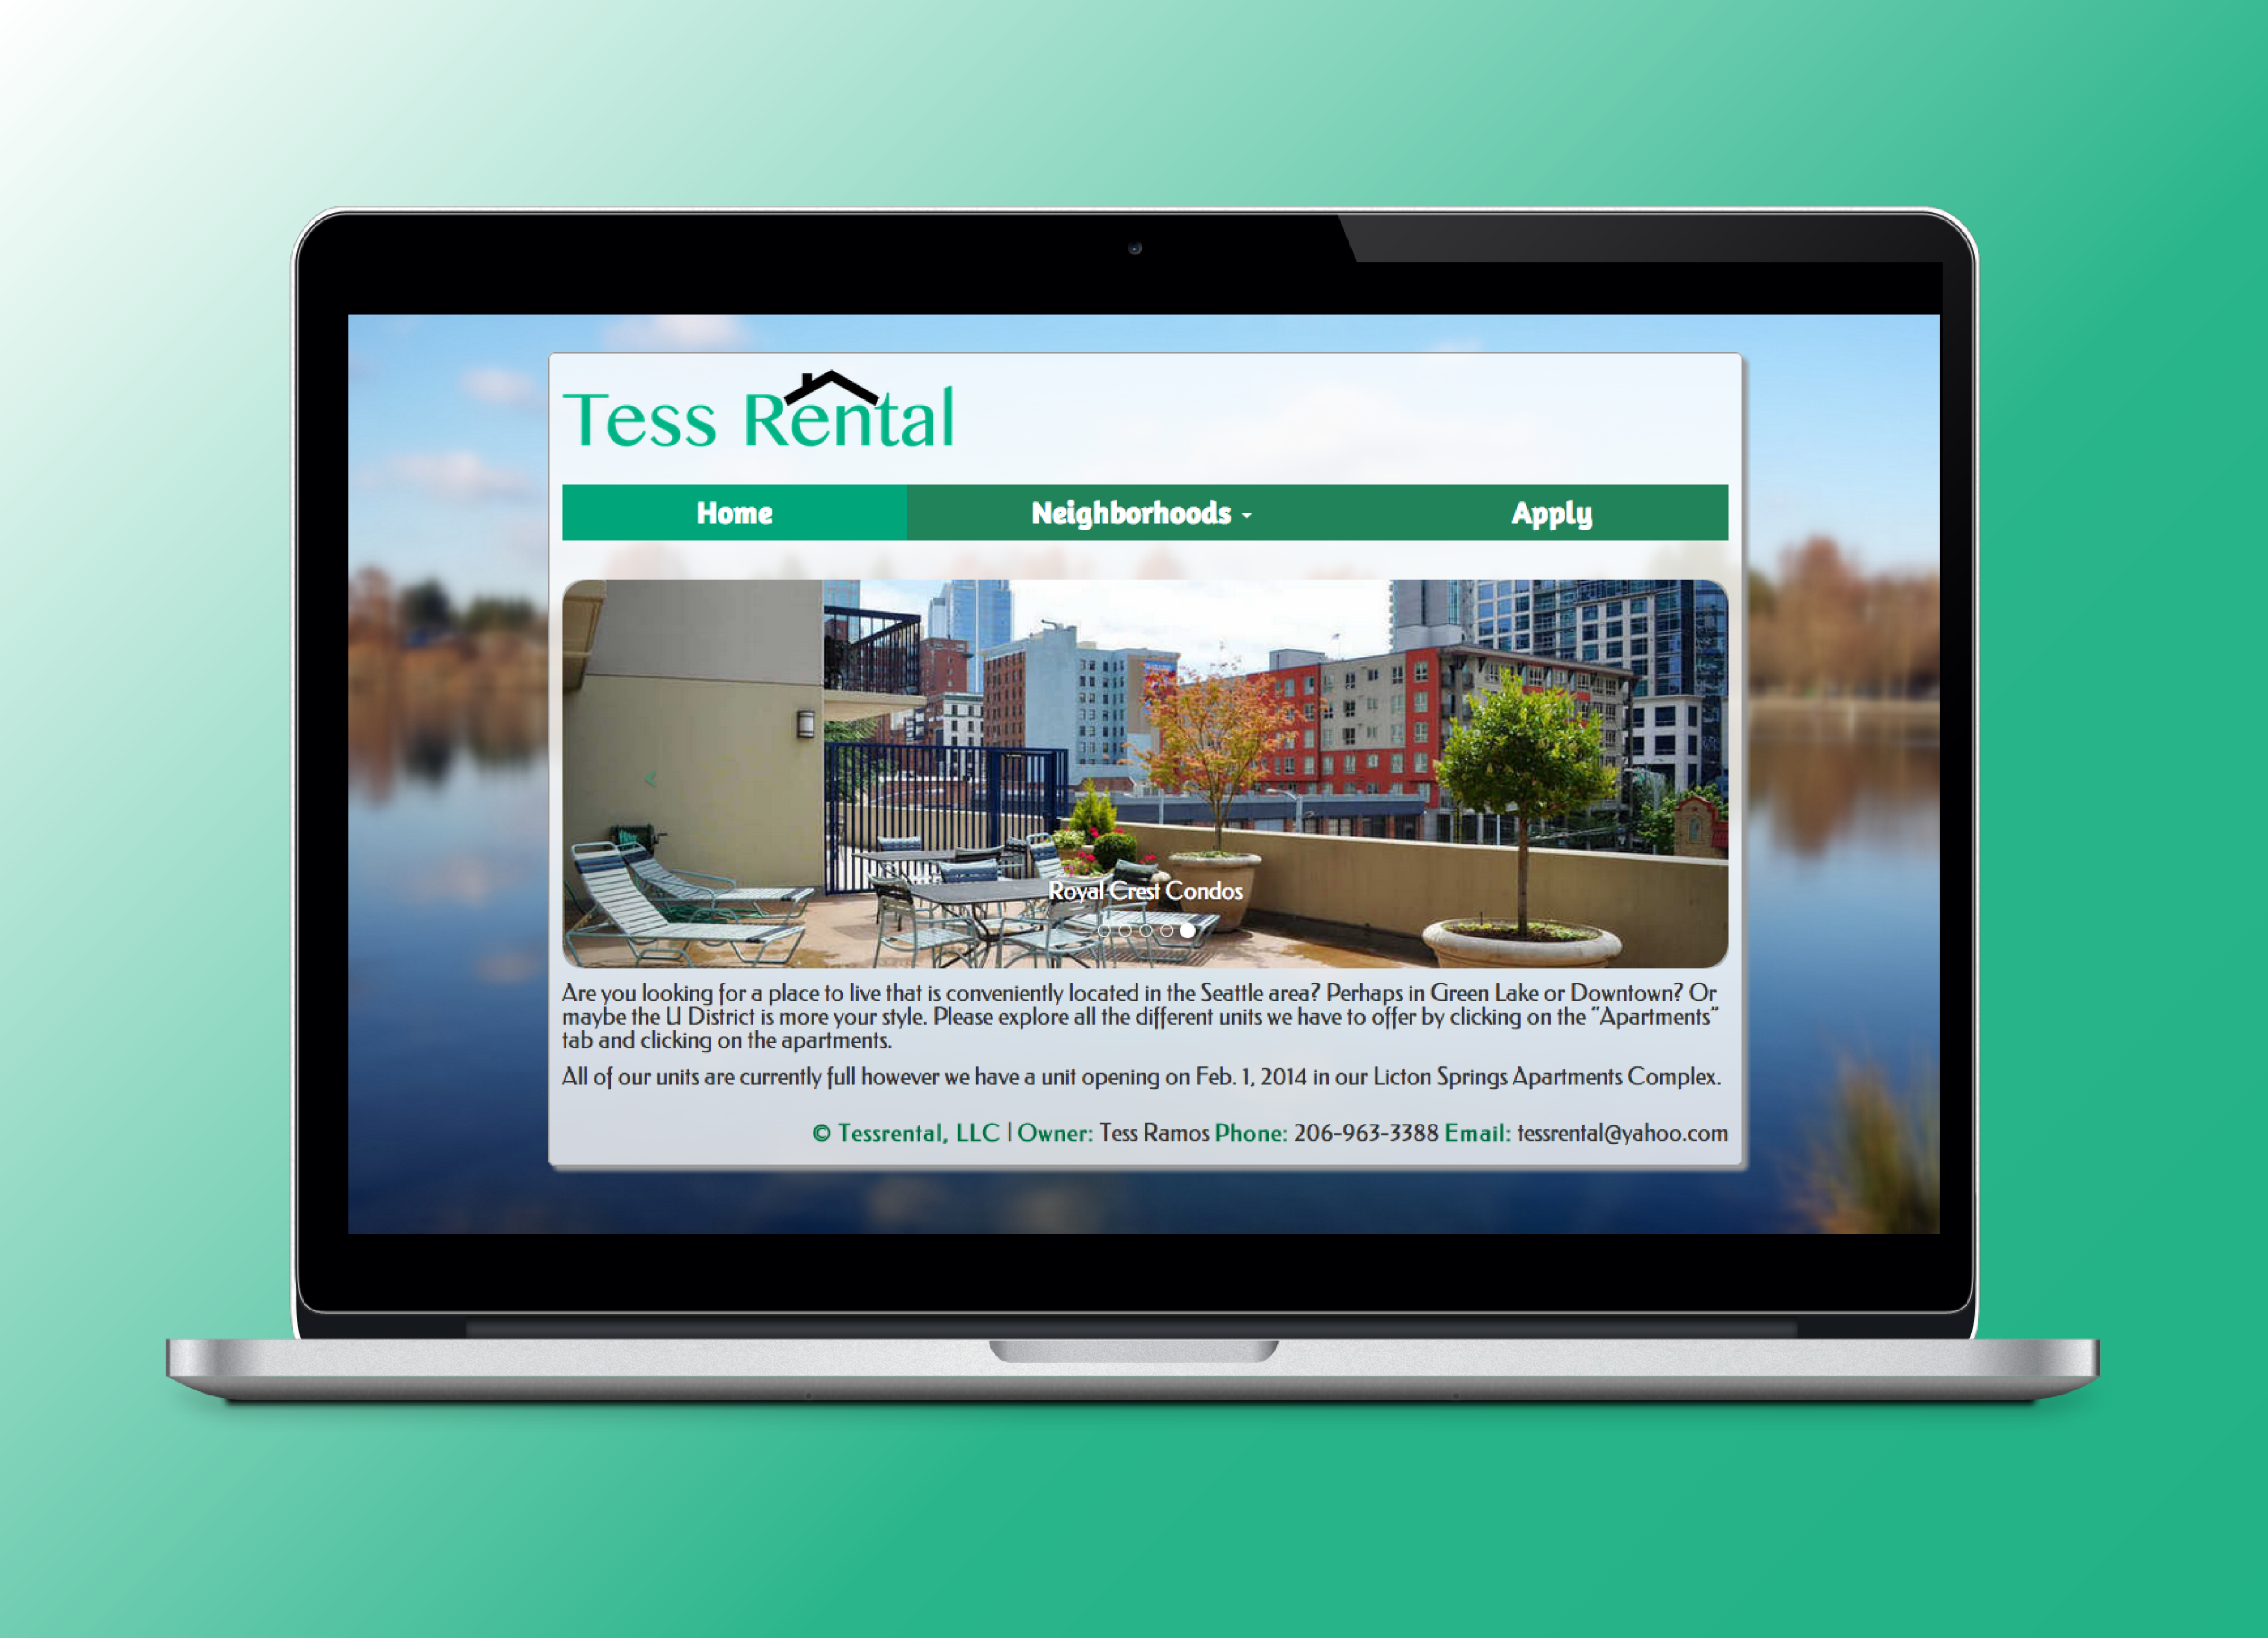 Tess Rental
Home Neighborhoods Apply
Royal Crest Condos
Are you looking for a place to live that is conveniently located in the Seattle area? Perhaps in Green Lake or Downtown? Or
maybe the U District is more your style. Please explore all the different units we have to offer by clicking on the "Apartments"
tab and clicking on the apartments.
All of our units are currently full however we have a unit opening on Feb. 1, 2014 in our Licton Springs Apartments Complex.
© Tessrental, LLC | Owner: Tess Ramos Phone: 206-963-3388 Email: tessrental@yahoo.com